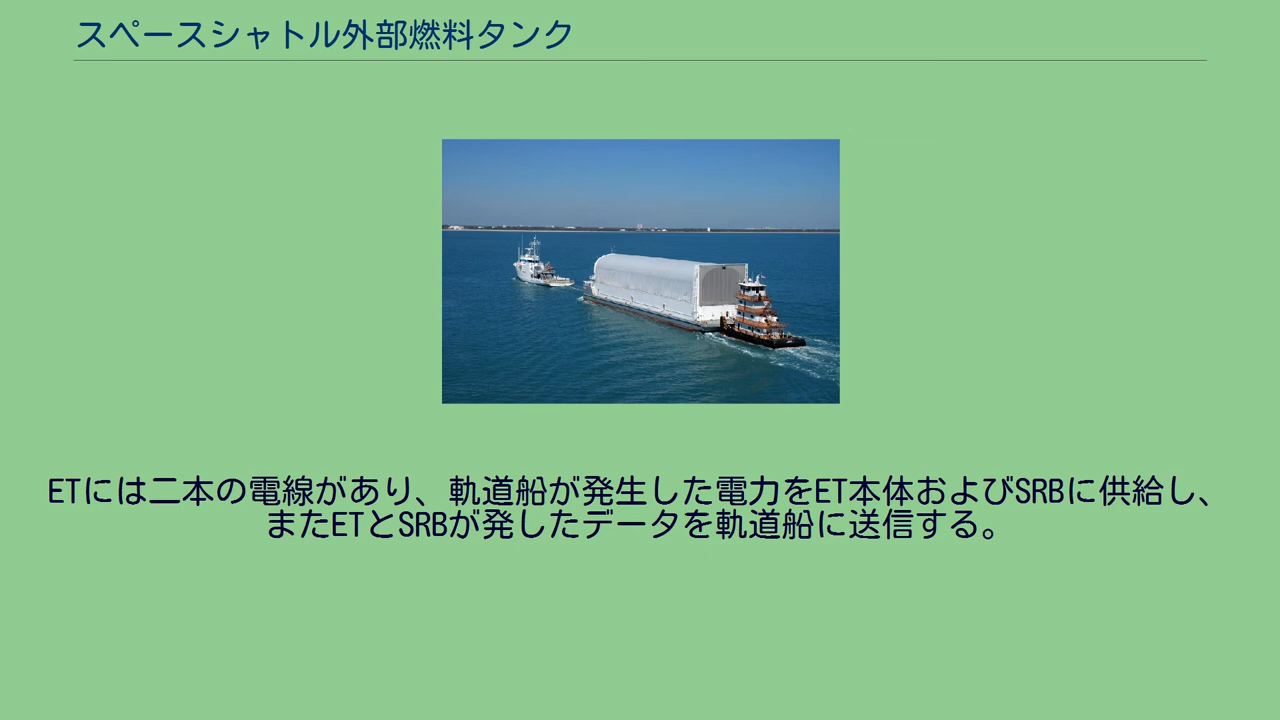 スペースシャトル外部燃料タンク
ETには二本の電線があり、軌道船が発生した電力をET本体およびSRBに供給し、
またETとSRBが発したデータを軌道船に送信する。